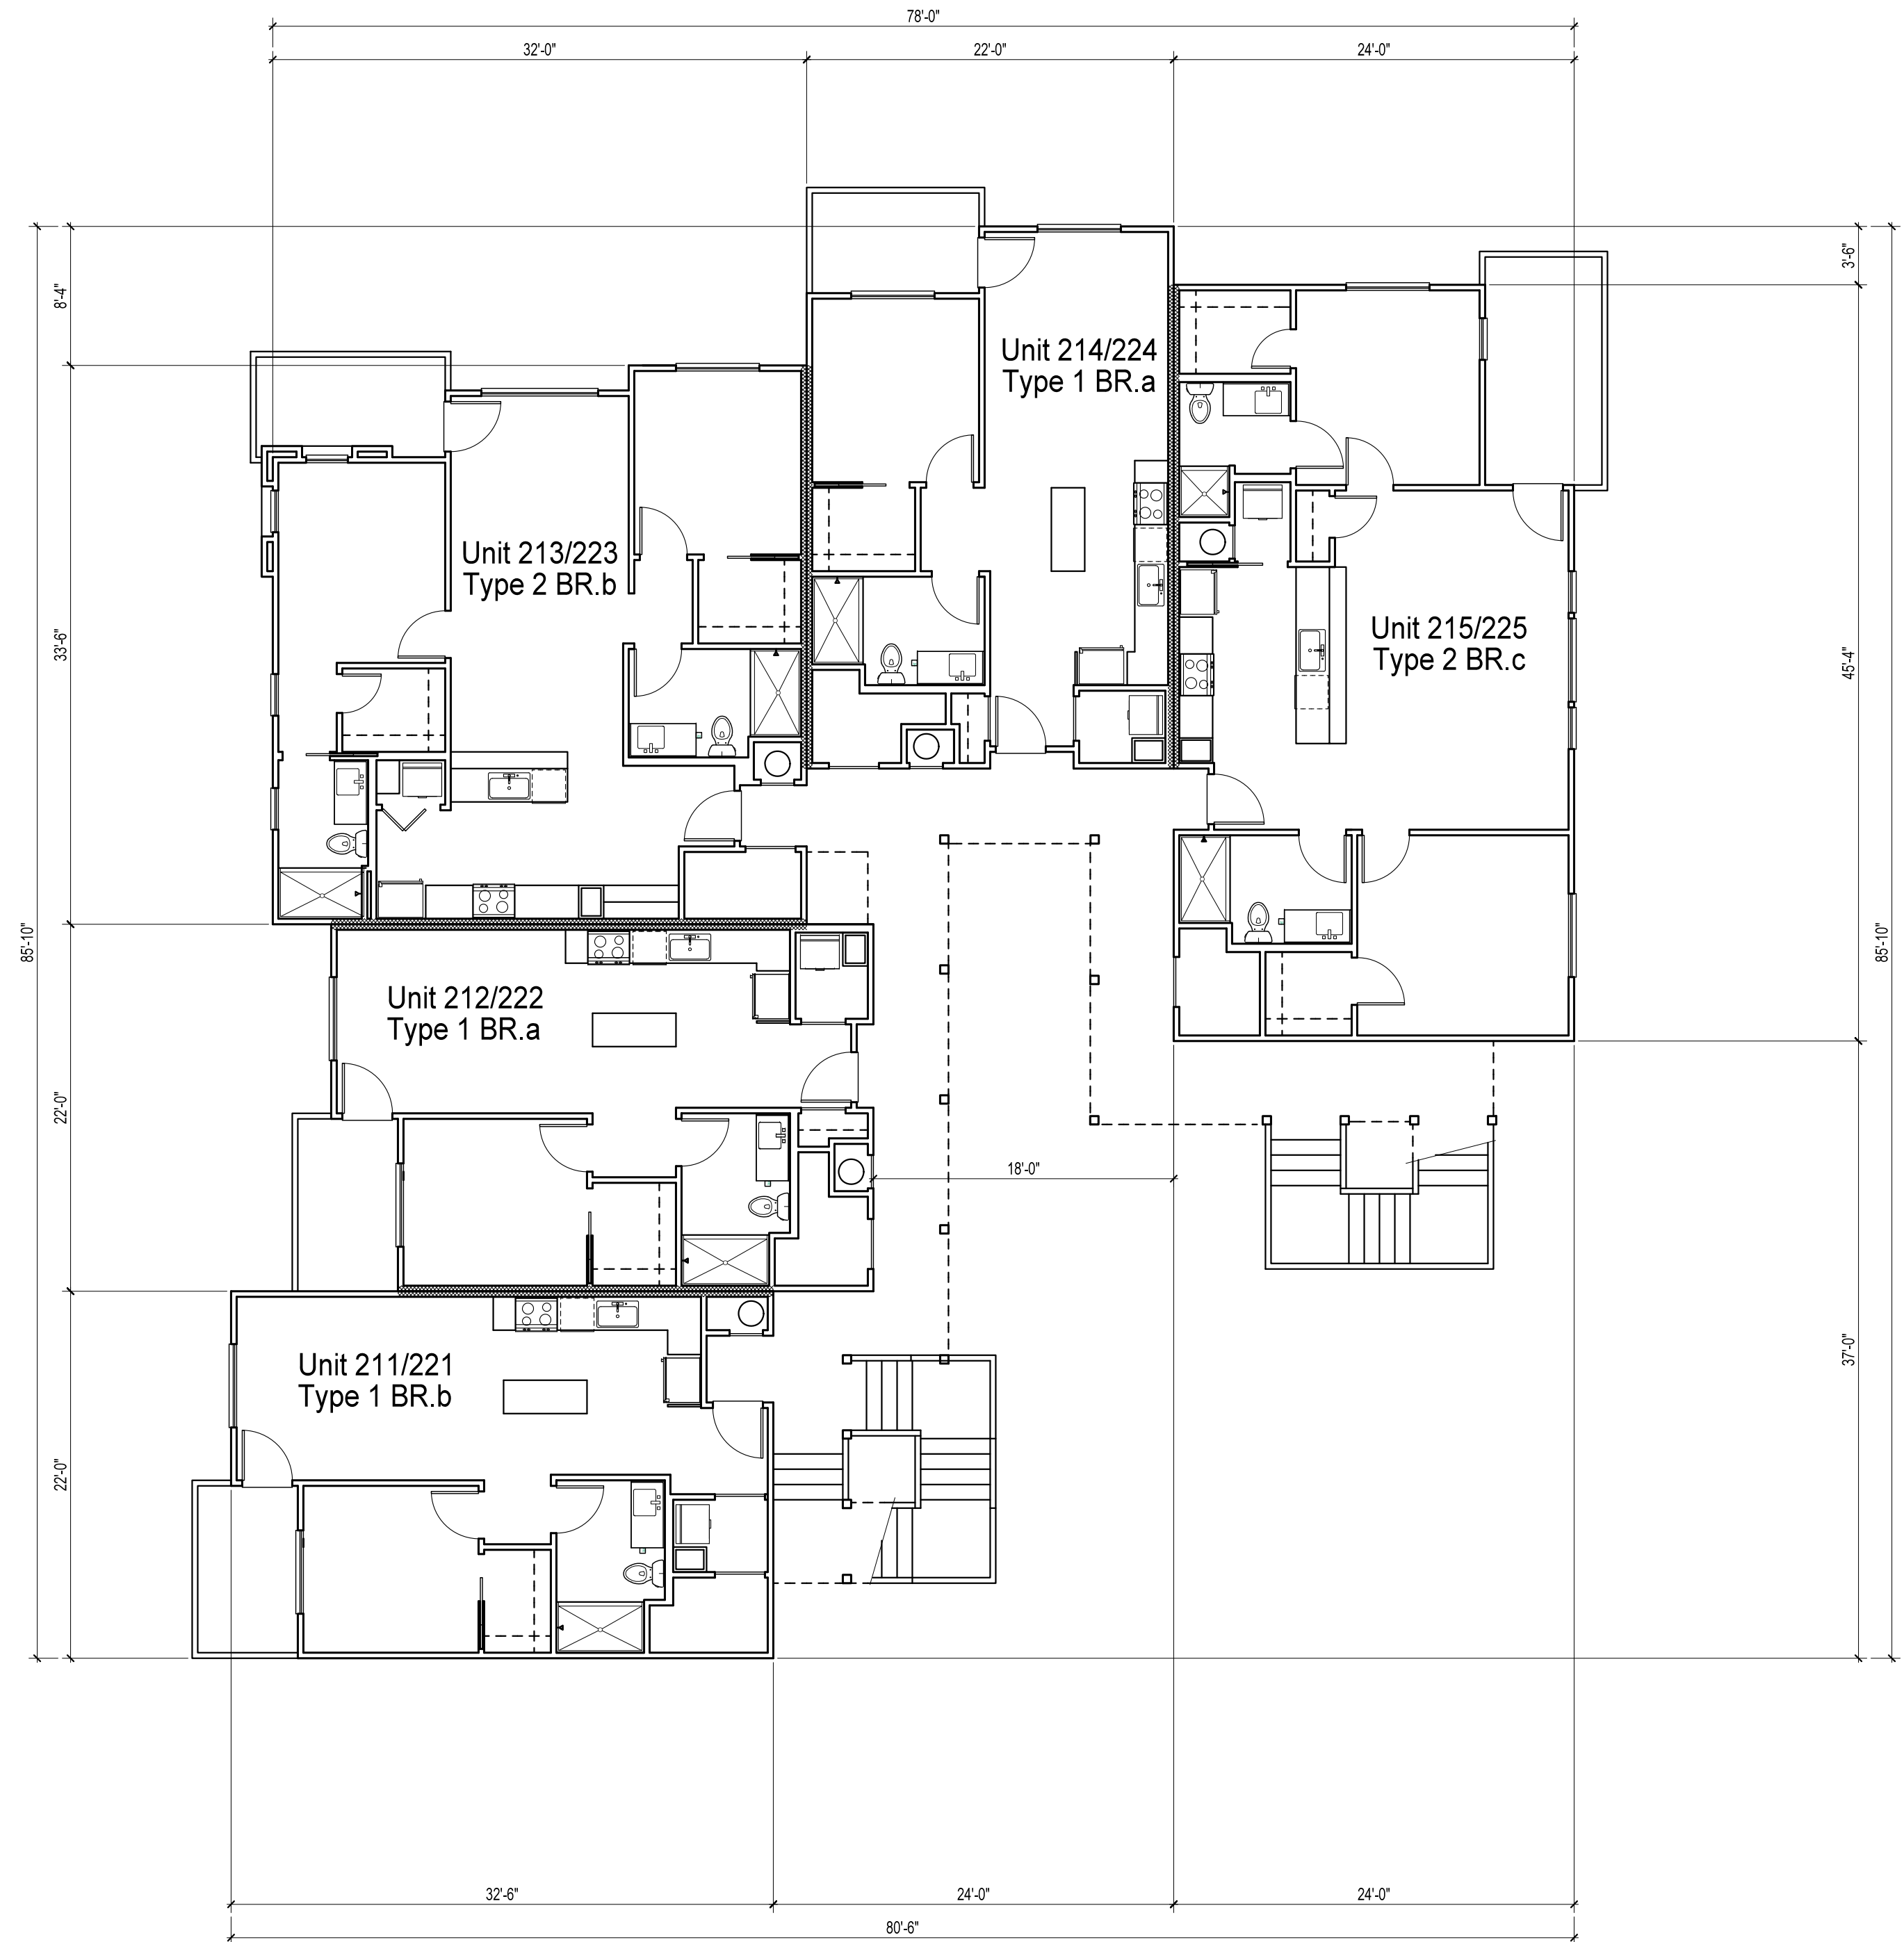 78'-0"
32'-0"
22'-0"
24'-0"
3'-6"
8'-4"
Unit 214/224
Type 1 BR.a
Unit 213/223
Type 2 BR.b
Unit 215/225
Type 2 BR.c
33'-6"
45'-4"
85'-10"
85'-10"
Unit 212/222
Type 1 BR.a
22'-0"
18'-0"
Unit 211/221
Type 1 BR.b
37'-0"
22'-0"
32'-6"
24'-0"
24'-0"
80'-6"